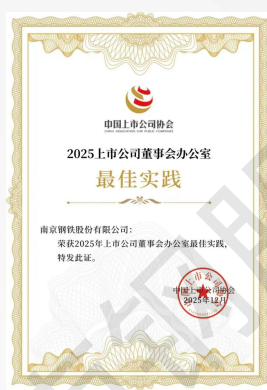 中国上市公司协会
CHINA ASSOCIATION FOR PUBLIC COMPANIES
2025上市公司董事会办公室
最佳实践
南京钢铁股份有限公司：
荣获2025年上市公司董事会办公室最佳实践，
特发此证。
中国上市公司协会
2025年12月